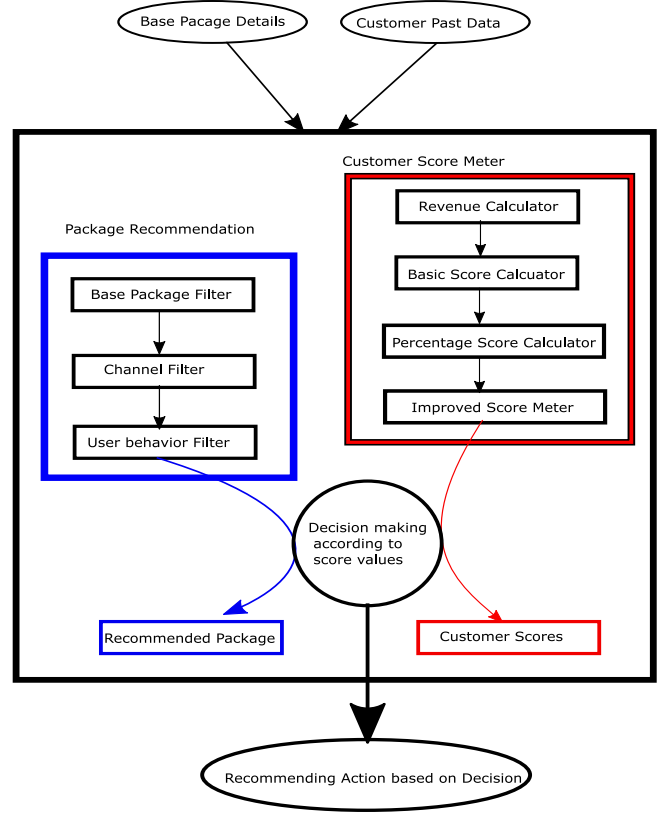 Base Pacage Details
Customer Past Data
Customer Score Meter
Revenue Calculator
Package Recommendation
Basic Score Calcuator
Base Package Filter
Percentage Score Calculator
Channel Filter
Improved Score Meter
User behavior Filter
Decision making
according to
score values
Recommended Package
Customer Scores
Recommending Action based on Decision